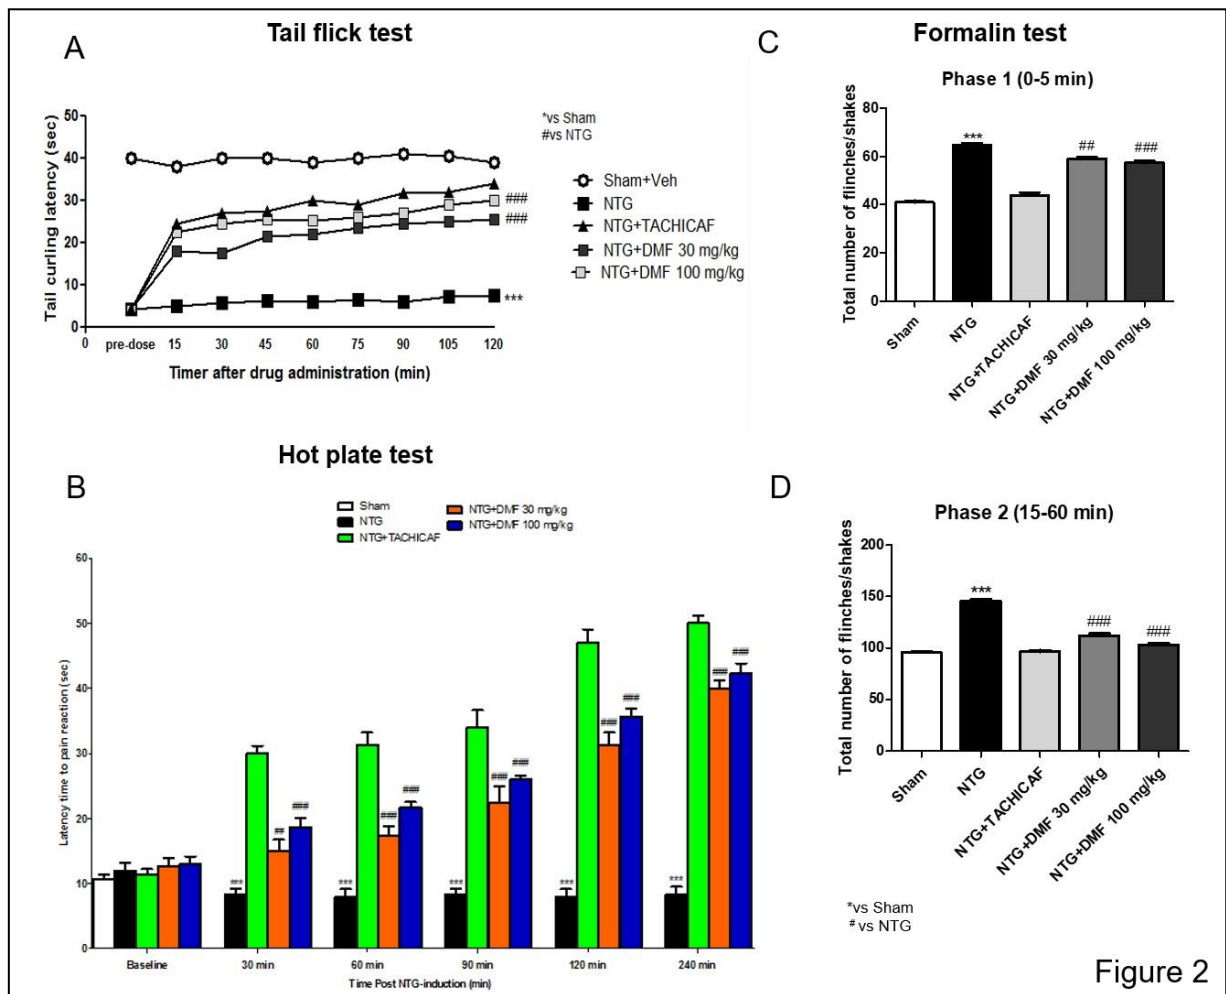 A
Tail flick test
50
40
30
20
10
0
Tail curling latency (sec)
*vs Sham
#vs NTG
Sham+Veh
NTG
NTG+TACHICAF
NTG+DMF 30 mg/kg
NTG+DMF 100 mg/kg
###
###
***
0 pre-dose 15 30 45 60 75 90 105 120
Timer after drug administration (min)
Hot plate test
B
Sham
NTG
NTG+TACHICAF
NTG+DMF 30 mg/kg
NTG+DMF 100 mg/kg
60
50
40
30
20
10
0
Latency time to pain reaction (sec)
*** ## ###
*** ### ###
*** ### ###
*** ### ###
*** ### ###
Baseline 30 min 60 min 90 min 120 min 240 min
Time Post NTG-induction (min)
C
Formalin test
Phase 1 (0-5 min)
80
60
40
20
0
Total number of flinches/shakes
*** ## ###
Sham
NTG
NTG+TACHICAF
NTG+DMF 30 mg/kg
NTG+DMF 100 mg/kg
D
Phase 2 (15-60 min)
200
150
100
50
0
Total number of flinches/shakes
*** ### ###
Sham
NTG
NTG+TACHICAF
NTG+DMF 30 mg/kg
NTG+DMF 100 mg/kg
*vs Sham
# vs NTG
Figure 2